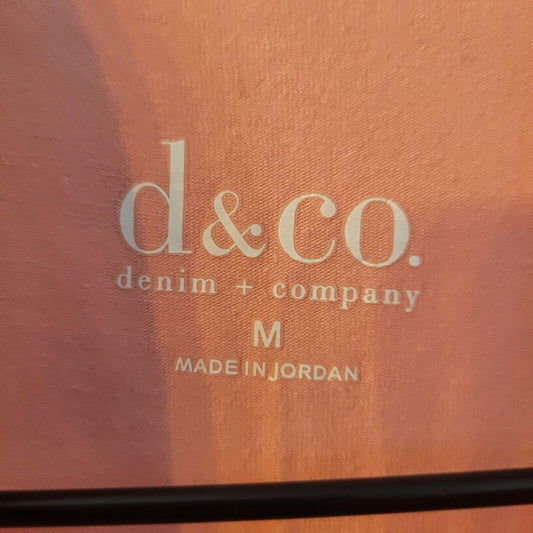 d&co.
denim + company
M
MADE IN JORDAN